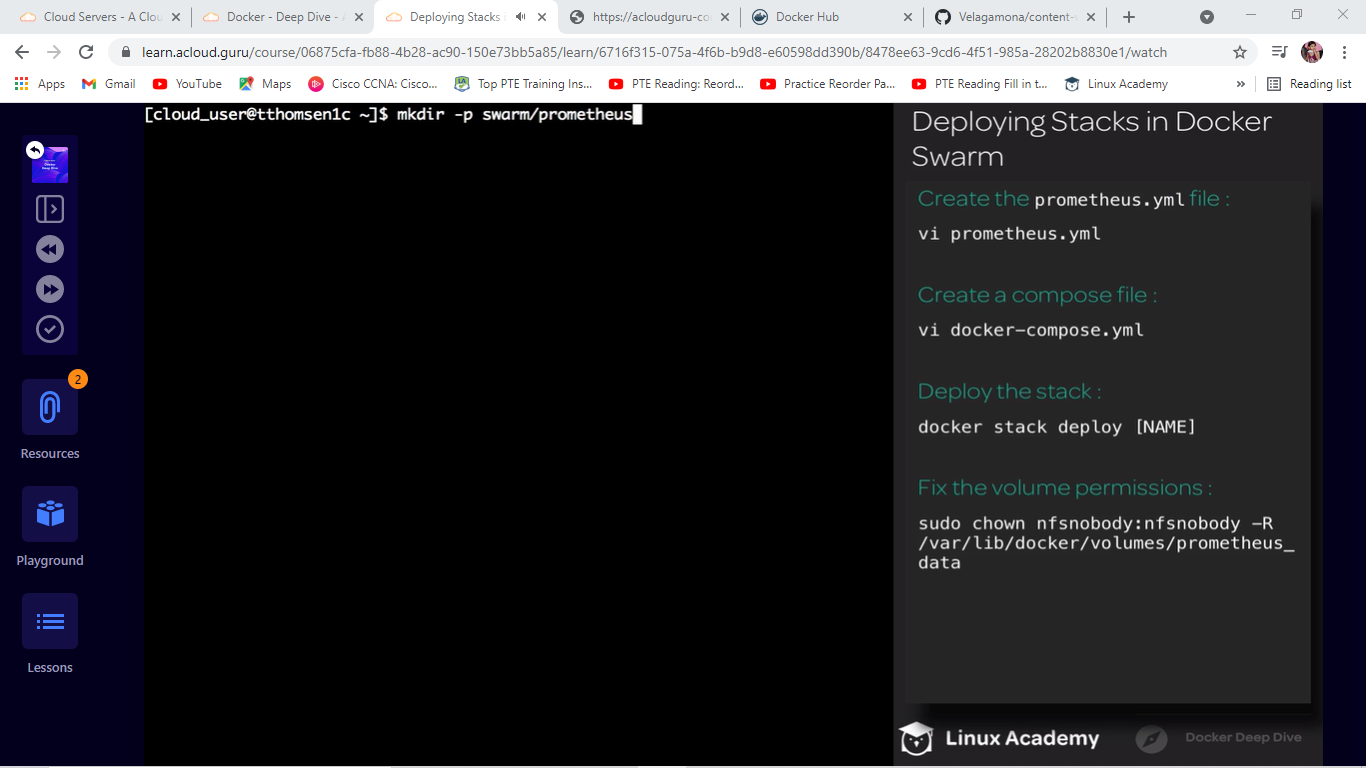 Cloud Servers - A Clou
Docker - Deep Dive - A
Deploying Stacks i
https://acloudguru-co
Docker Hub
Velagamona/content-
learn.acloud.guru/course/06875cfa-fb88-4b28-ac90-150e73bb5a85/learn/6716f315-075a-4f6b-b9d8-e60598dd390b/8478ee63-9cd6-4f51-985a-28202b8830e1/watch
Apps
Gmail
YouTube
Maps
Cisco CCNA: Cisco...
Top PTE Training Ins...
PTE Reading: Reord...
Practice Reorder Pa...
PTE Reading Fill in t...
Linux Academy
»
Reading list
[cloud_user@tthomsen1c ~]$ mkdir -p swarm/prometheus
2
Resources
Playground
Lessons
Deploying Stacks in Docker
Swarm
Create the prometheus.yml file :
vi prometheus.yml
Create a compose file :
vi docker-compose.yml
Deploy the stack :
docker stack deploy [NAME]
Fix the volume permissions :
sudo chown nfsnobody:nfsnobody -R
/var/lib/docker/volumes/prometheus_
data
Linux Academy
Docker Deep Dive